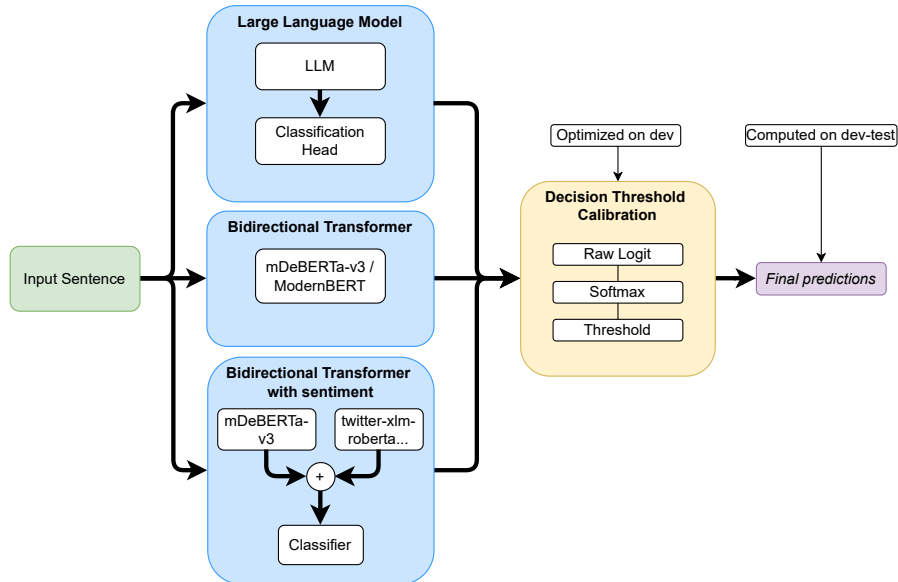 Large Language Model
LLM
Classification
Head
Bidirectional Transformer
mDeBERTa-v3 /
ModernBERT
Bidirectional Transformer
with sentiment
mDeBERTa-
v3
twitter-xlm-
roberta...
+
Classifier
Input Sentence
Optimized on dev
Decision Threshold
Calibration
Raw Logit
Softmax
Threshold
Computed on dev-test
Final predictions